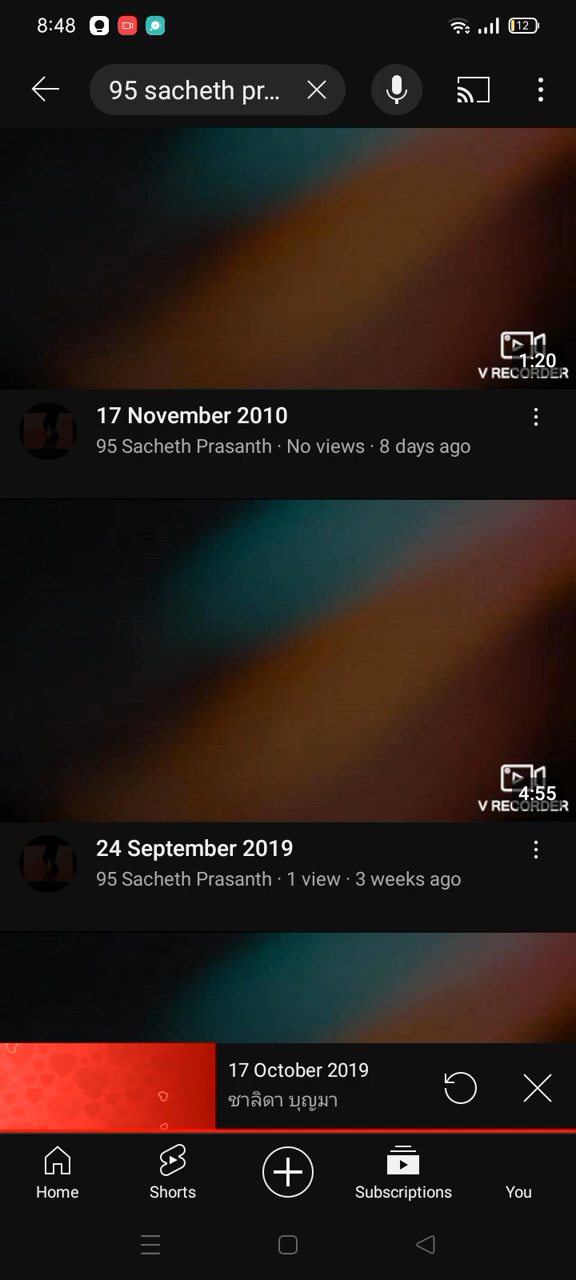 8:48
12
95 sacheth pr...
1:20
V RECORDER
17 November 2010
95 Sacheth Prasanth · No views · 8 days ago
4:55
V RECORDER
24 September 2019
95 Sacheth Prasanth · 1 view · 3 weeks ago
17 October 2019
ชาลิดา บุญมา
Home
Shorts
Subscriptions
You